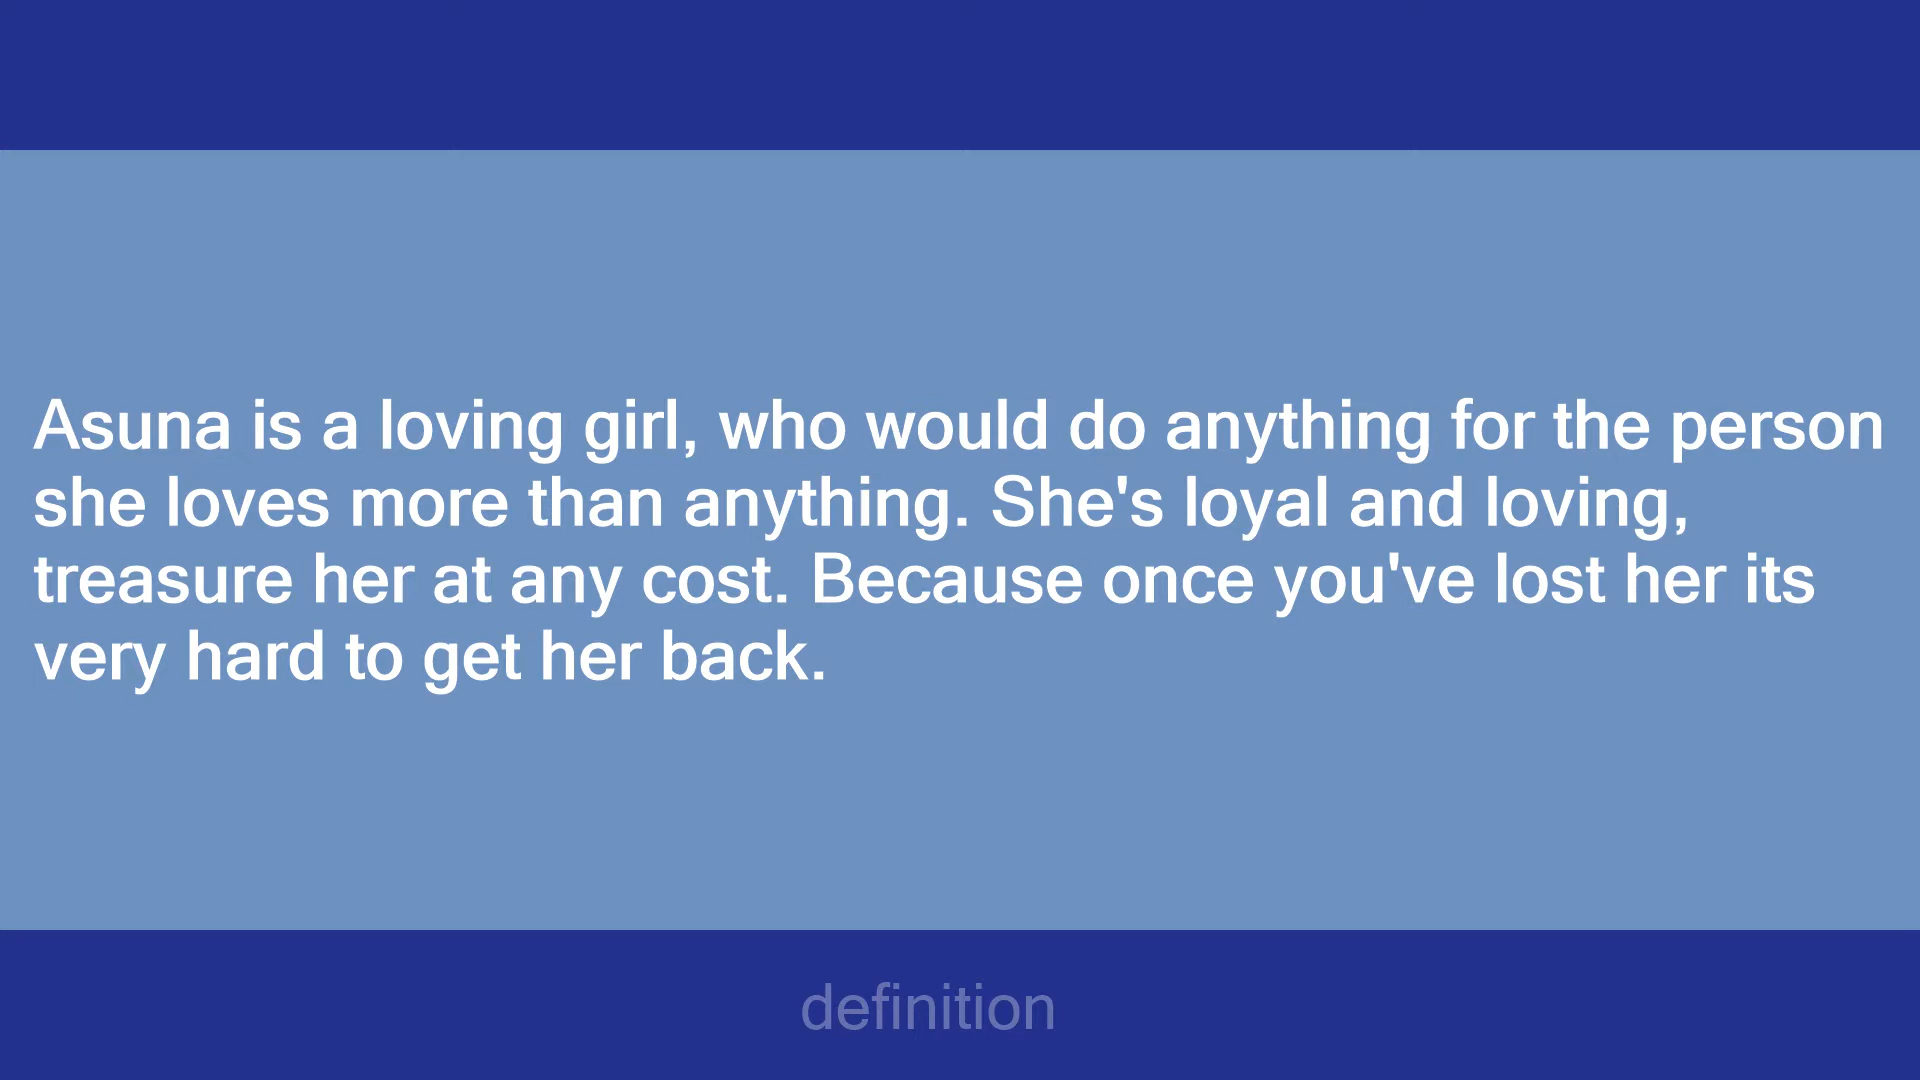 Asuna is a loving girl, who would do anything for the person
she loves more than anything. She's loyal and loving,
treasure her at any cost. Because once you've lost her its
very hard to get her back.
definition